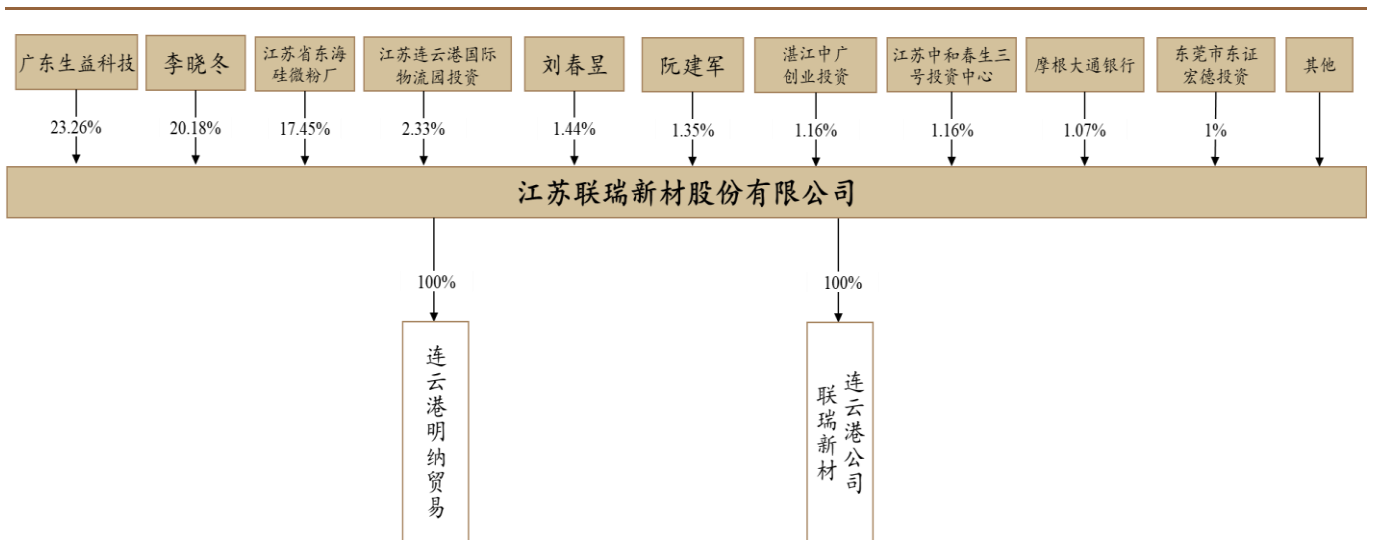 广东生益科技
李晓冬
江苏省东海
硅微粉厂
江苏连云港国际
物流园投资
刘春昱
阮建军
湛江中广
创业投资
江苏中和春生三
号投资中心
摩根大通银行
东莞市东证
宏德投资
其他
23.26%
20.18%
17.45%
2.33%
1.44%
1.35%
1.16%
1.16%
1.07%
1%
江苏联瑞新材股份有限公司
100%
100%
连云港明纳贸易
连云港公司
联瑞新材